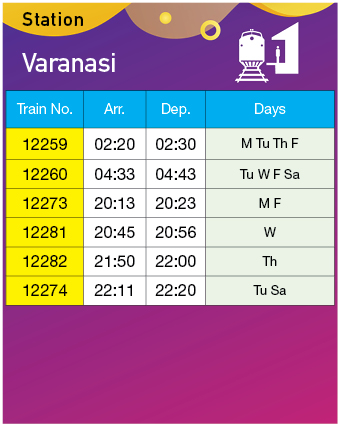 Station
Varanasi
1
Train No. Arr. Dep. Days
12259 02:20 02:30 M Tu Th F
12260 04:33 04:43 Tu W F Sa
12273 20:13 20:23 M F
12281 20:45 20:56 W
12282 21:50 22:00 Th
12274 22:11 22:20 Tu Sa